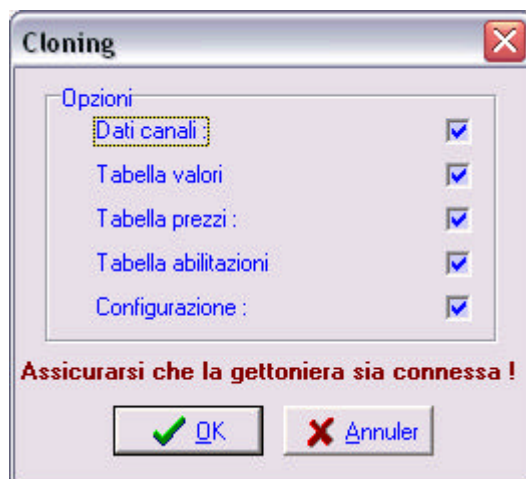 Cloning
Opzioni
Dati canali :
Tabella valori
Tabella prezzi :
Tabella abilitazioni
Configurazione :
Assicurarsi che la gettoniera sia connessa !
OK Annuler